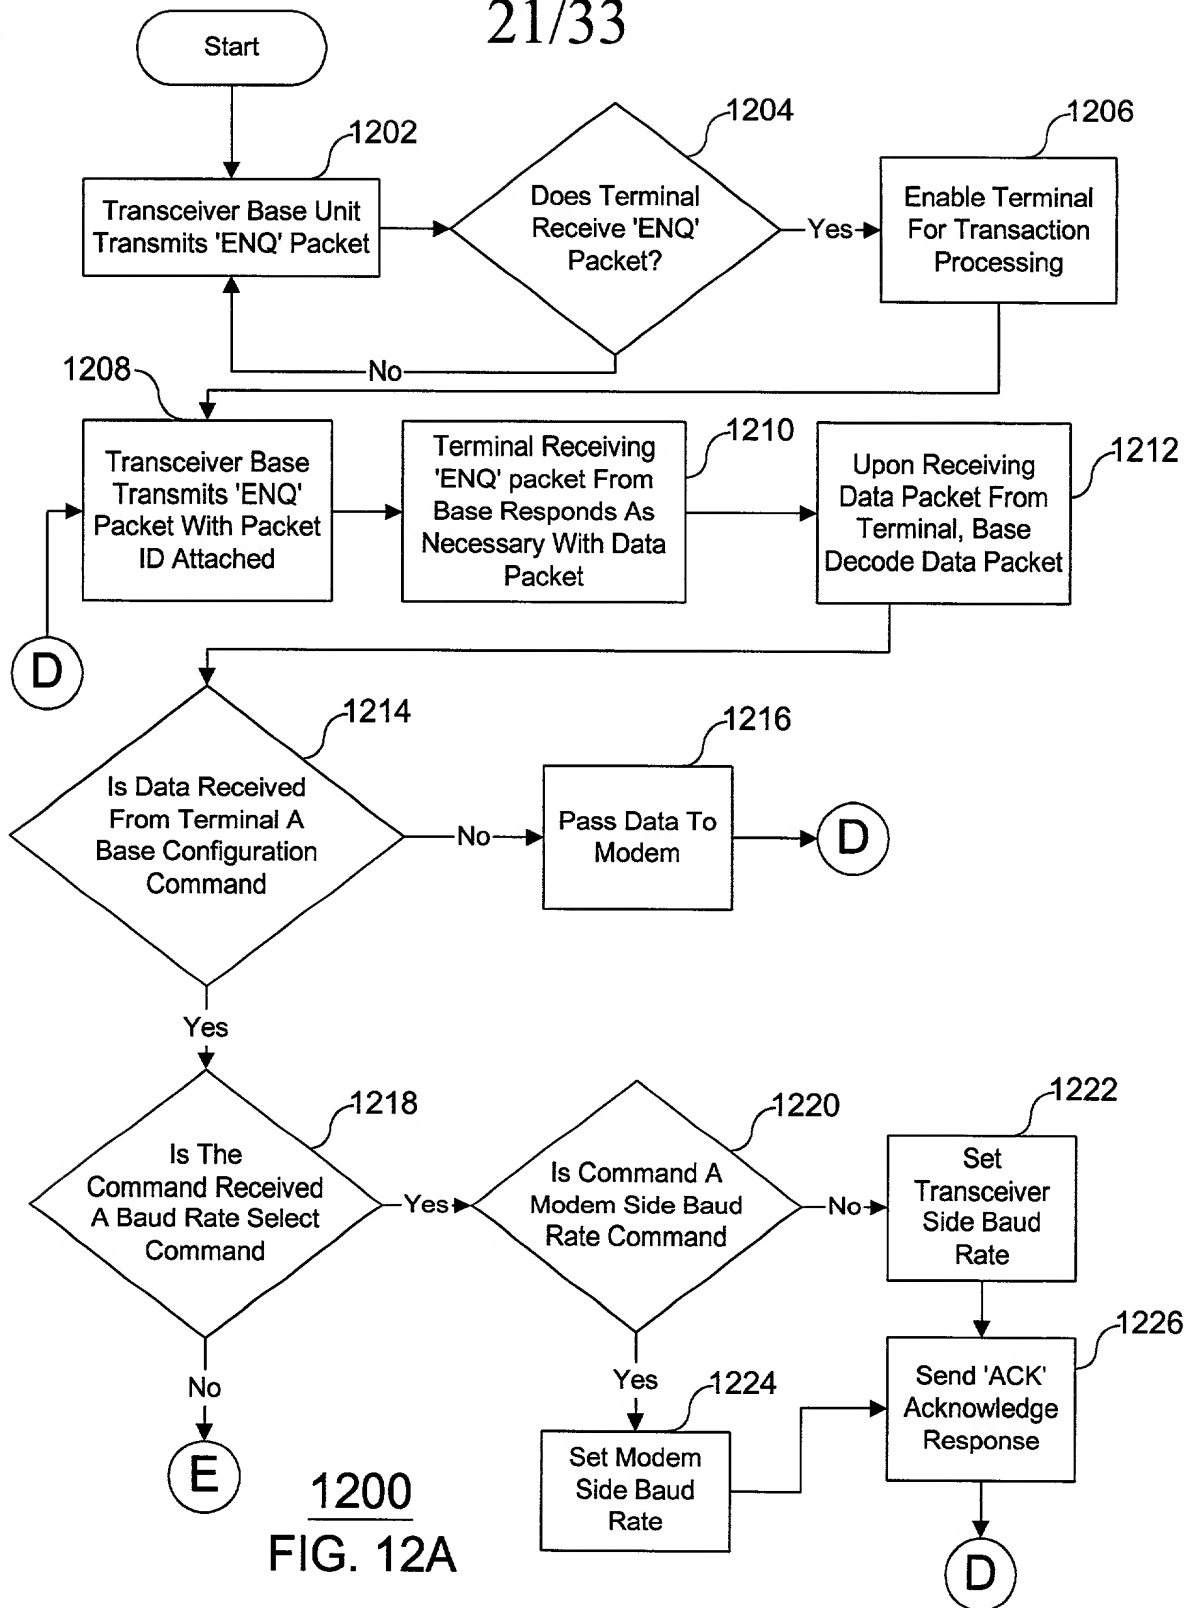 21/33
Start
1202
Transceiver Base Unit
Transmits 'ENQ' Packet
1204
Does Terminal
Receive 'ENQ'
Packet?
Yes
1206
Enable Terminal
For Transaction
Processing
No
1208
Transceiver Base
Transmits 'ENQ'
Packet With Packet
ID Attached
1210
Terminal Receiving
'ENQ' packet From
Base Responds As
Necessary With Data
Packet
1212
Upon Receiving
Data Packet From
Terminal, Base
Decode Data Packet
D
1214
Is Data Received
From Terminal A
Base Configuration
Command
No
1216
Pass Data To
Modem
D
Yes
1218
Is The
Command Received
A Baud Rate Select
Command
Yes
1220
Is Command A
Modem Side Baud
Rate Command
No
1222
Set
Transceiver
Side Baud
Rate
No
E
Yes
1224
Set Modem
Side Baud
Rate
1226
Send 'ACK'
Acknowledge
Response
D
1200
FIG. 12A